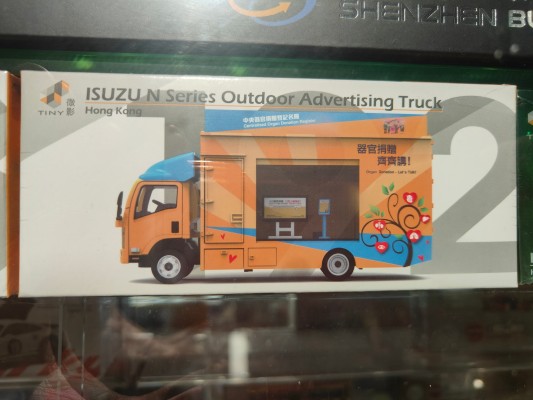 SHENZHEN BU
TINY 微影
ISUZU N Series Outdoor Advertising Truck
Hong Kong
中央器官捐贈登記名冊
Centralised Organ Donation Register
器官捐贈
齊齊講!
Organ Donation - Let's Talk!